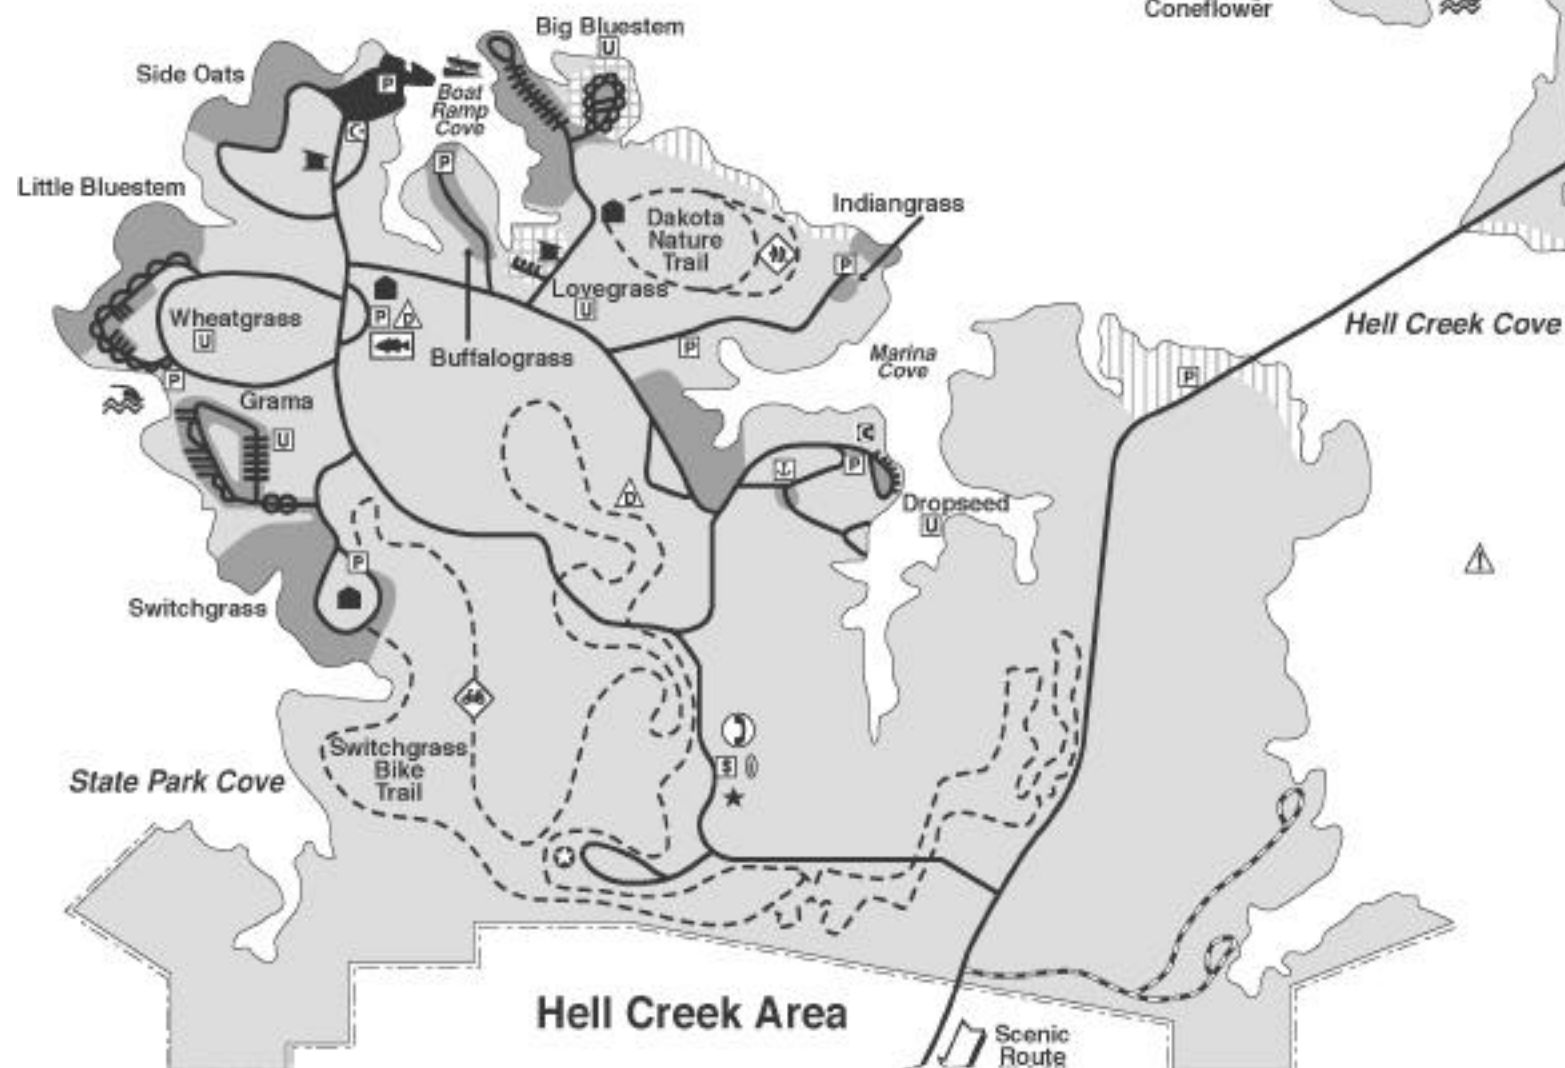 Coneflower
Big Bluestem
U
Side Oats
P
Boat
Ramp
Cove
C
P
Little Bluestem
Indiangrass
Dakota
Nature
Trail
P
Lovegrass
U
Wheatgrass
U
P
D
Buffalograss
P
Hell Creek Cove
Marina
Cove
P
P
Grama
U
C
P
D
Dropseed
U
P
Switchgrass
Switchgrass
Bike
Trail
State Park Cove
$
Hell Creek Area
Scenic
Route